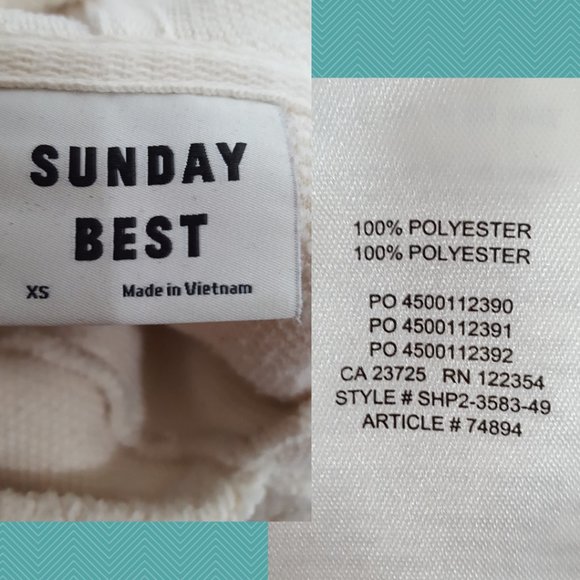 SUNDAY
BEST
XS Made in Vietnam
100% POLYESTER
100% POLYESTER
PO 4500112390
PO 4500112391
PO 4500112392
CA 23725 RN 122354
STYLE # SHP2-3583-49
ARTICLE # 74894